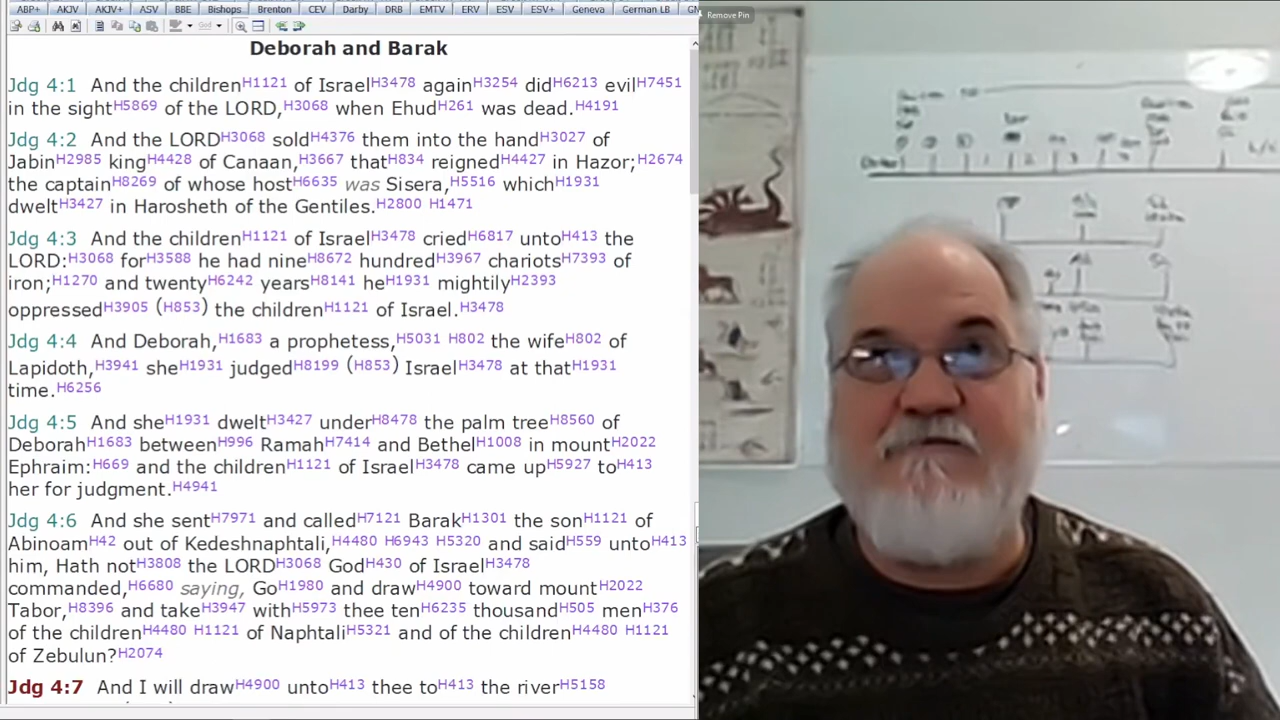 ABP+ AKJV AKJV+ ASV BBE Bishops Brenton CEV Darby DRB EMTV ERV ESV ESV+ Geneva German LB
Remove Pin
Deborah and Barak
Jdg 4:1 And the childrenH1121 of IsraelH3478 againH3254 didH6213 evilH7451
in the sightH5869 of the LORD,H3068 when EhudH261 was dead.H4191
Jdg 4:2 And the LORDH3068 soldH4376 them into the handH3027 of
JabinH2985 kingH4428 of Canaan,H3667 thatH834 reignedH4427 in Hazor;H2674
the captainH8269 of whose hostH6635 was Sisera,H5516 whichH1931
dweltH3427 in Harosheth of the Gentiles.H2800 H1471
Jdg 4:3 And the childrenH1121 of IsraelH3478 criedH6817 untoH413 the
LORD:H3068 forH3588 he had nineH8672 hundredH3967 chariotsH7393 of
iron;H1270 and twentyH6242 yearsH8141 heH1931 mightilyH2393
oppressedH3905 (H853) the childrenH1121 of Israel.H3478
Jdg 4:4 And Deborah,H1683 a prophetess,H5031 H802 the wifeH802 of
Lapidoth,H3941 sheH1931 judgedH8199 (H853) IsraelH3478 at thatH1931
time.H6256
Jdg 4:5 And sheH1931 dweltH3427 underH8478 the palm treeH8560 of
DeborahH1683 betweenH996 RamahH7414 and BethelH1008 in mountH2022
Ephraim:H669 and the childrenH1121 of IsraelH3478 came upH5927 toH413
her for judgment.H4941
Jdg 4:6 And she sentH7971 and calledH7121 BarakH1301 the sonH1121 of
AbinoamH42 out of Kedeshnaphtali,H4480 H6943 H5320 and saidH559 untoH413
him, Hath notH3808 the LORDH3068 GodH430 of IsraelH3478
commanded,H6680 saying, GoH1980 and drawH4900 toward mountH2022
Tabor,H8396 and takeH3947 withH5973 thee tenH6235 thousandH505 menH376
of the childrenH4480 H1121 of NaphtaliH5321 and of the childrenH4480 H1121
of Zebulun?H2074
Jdg 4:7 And I will drawH4900 untoH413 thee toH413 the riverH5158